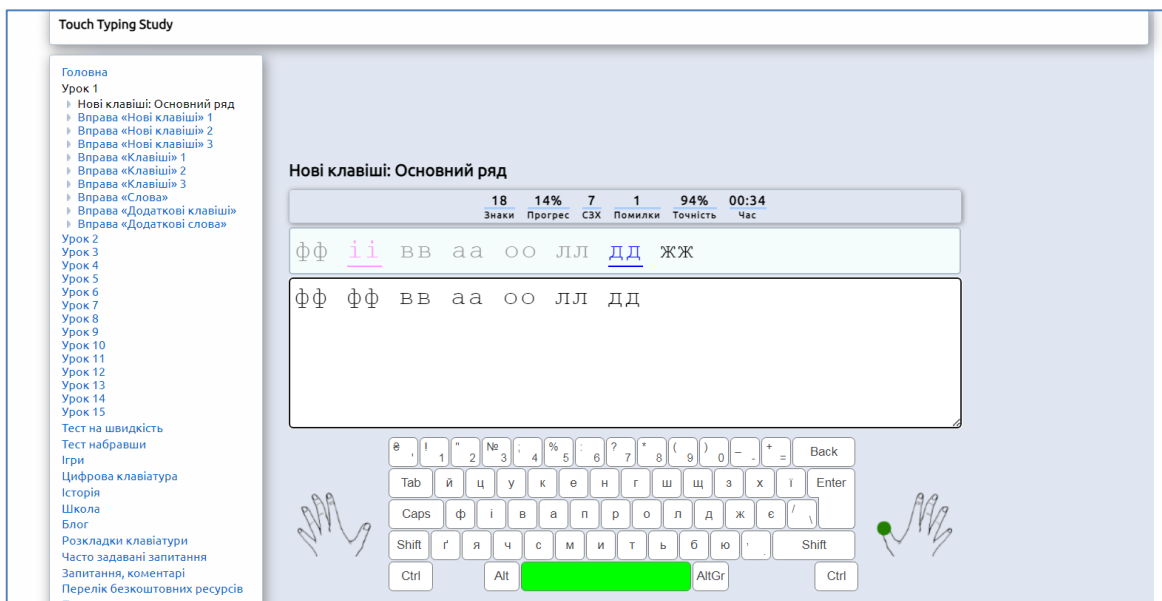 Touch Typing Study
Головна
Урок 1
Нові клавіші: Основний ряд
Вправа «Нові клавіші» 1
Вправа «Нові клавіші» 2
Вправа «Нові клавіші» 3
Вправа «Клавіші» 1
Вправа «Клавіші» 2
Вправа «Клавіші» 3
Вправа «Слова»
Вправа «Додаткові клавіші»
Вправа «Додаткові слова»
Урок 2
Урок 3
Урок 4
Урок 5
Урок 6
Урок 7
Урок 8
Урок 9
Урок 10
Урок 11
Урок 12
Урок 13
Урок 14
Урок 15
Тест на швидкість
Тест набравши
Ігри
Цифрова клавіатура
Історія
Школа
Блог
Розкладки клавіатури
Часто задавані запитання
Запитання, коментарі
Перелік безкоштовних ресурсів
Нові клавіші: Основний ряд
18 14% 7 1 94% 00:34
Знаки Прогрес СЗХ Помилки Точність Час
фф іі вв аа оо лл дд жж
фф фф вв аа оо лл дд
₴ ' ! 1 " 2 № 3 ; 4 % 5 : 6 ? 7 * 8 ( 9 ) 0 _ - + = Back
Tab й ц у к е н г ш щ з х ї Enter
Caps ф і в а п р о л д ж є / \
Shift ґ я ч с м и т ь б ю , . Shift
Ctrl Alt AltGr Ctrl